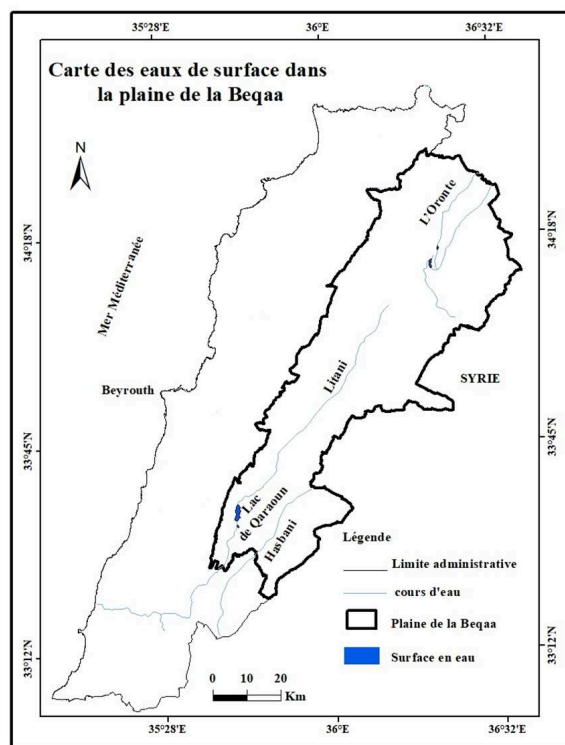 35°28'E 36°0'E 36°32'E
Carte des eaux de surface dans
la plaine de la Beqaa
N
L'Oronte
34°18'N
34°18'N
Mer Méditerranée
Litani
Beyrouth
SYRIE
33°45'N
33°45'N
Lac
de Qaraoun
Hasbani
Légende
Limite administrative
cours d'eau
Plaine de la Beqaa
Surface en eau
33°12'N
33°12'N
0 10 20
Km
35°28'E 36°0'E 36°32'E